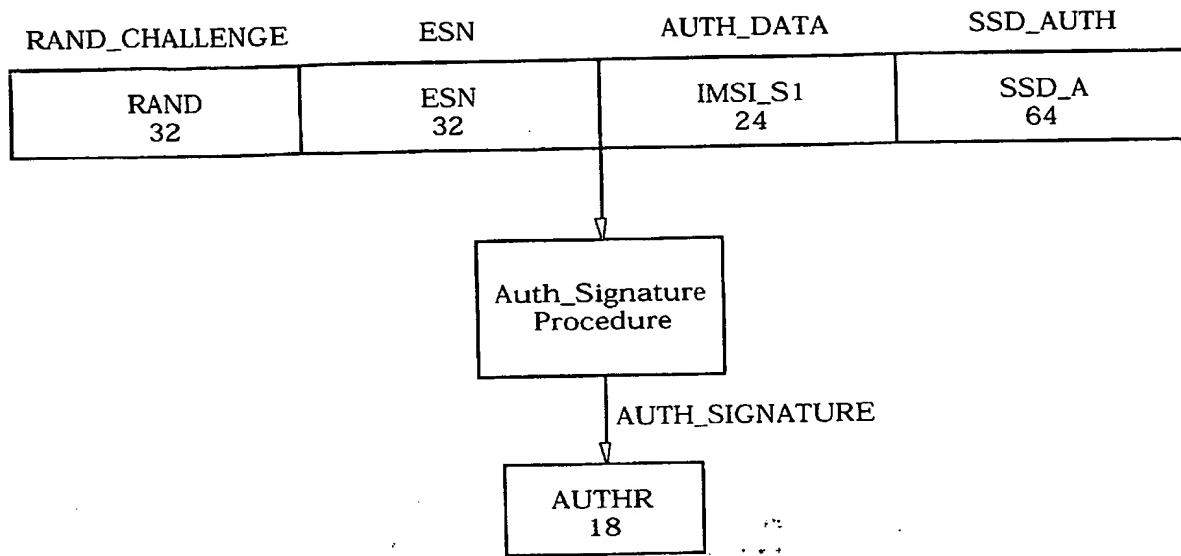 RAND_CHALLENGE ESN AUTH_DATA SSD_AUTH
RAND ESN IMSI_S1 SSD_A
32 32 24 64
Auth_Signature
Procedure
AUTH_SIGNATURE
AUTHR
18